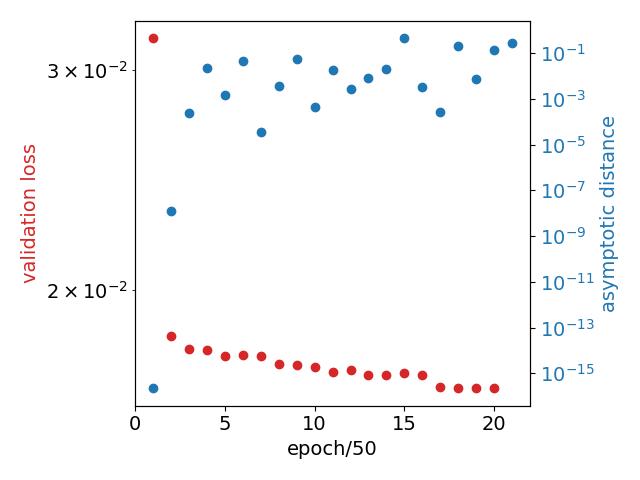 3 × 10⁻²
2 × 10⁻²
validation loss
10⁻¹
10⁻³
10⁻⁵
10⁻⁷
10⁻⁹
10⁻¹¹
10⁻¹³
10⁻¹⁵
asymptotic distance
0 5 10 15 20
epoch/50